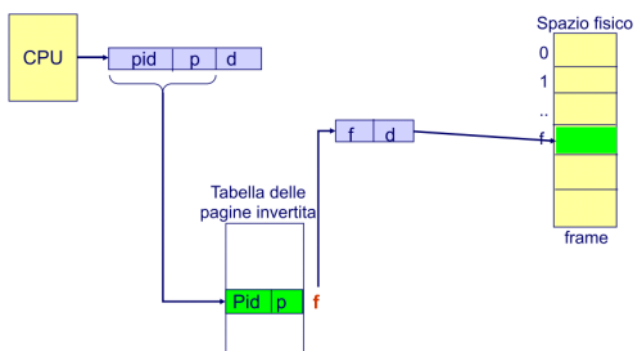 Spazio fisico
CPU
pid p d
0
1
..
f
f d
frame
Tabella delle
pagine invertita
Pid p f